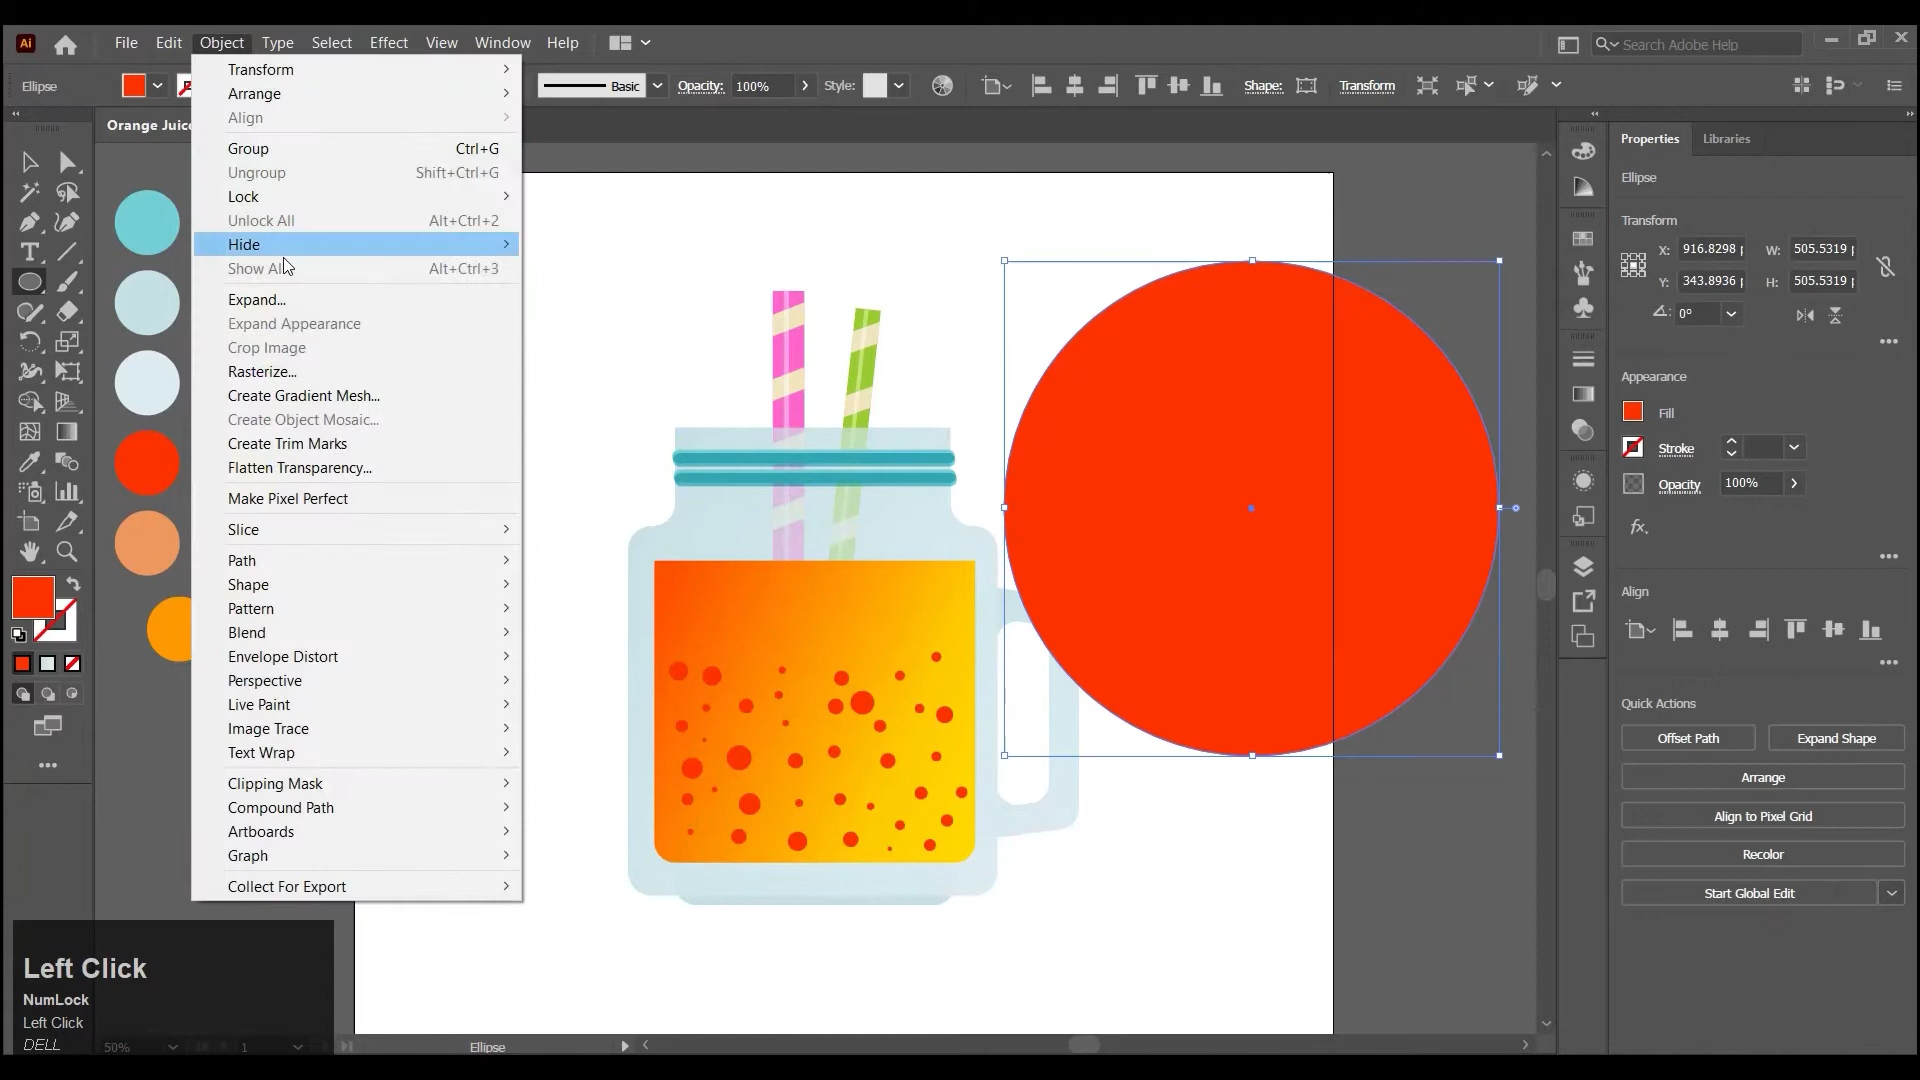 Ai File Edit Object Type Select Effect View Window Help Search Adobe Help
Ellipse Basic Opacity: 100% Style: Shape: Transform
Orange Juic
Transform
Arrange
Align
Group Ctrl+G
Ungroup Shift+Ctrl+G
Lock
Unlock All Alt+Ctrl+2
Hide
Show Al Alt+Ctrl+3
Expand...
Expand Appearance
Crop Image
Rasterize...
Create Gradient Mesh...
Create Object Mosaic...
Create Trim Marks
Flatten Transparency...
Make Pixel Perfect
Slice
Path
Shape
Pattern
Blend
Envelope Distort
Perspective
Live Paint
Image Trace
Text Wrap
Clipping Mask
Compound Path
Artboards
Graph
Collect For Export
Properties Libraries
Ellipse
Transform
X: 916.8298 p W: 505.5319 p
Y: 343.8936 p H: 505.5319 p
0°
Appearance
Fill
Stroke
Opacity 100%
fx.
Align
Quick Actions
Offset Path Expand Shape
Arrange
Align to Pixel Grid
Recolor
Start Global Edit
Left Click
NumLock
Left Click
DELL
50% 1 Ellipse